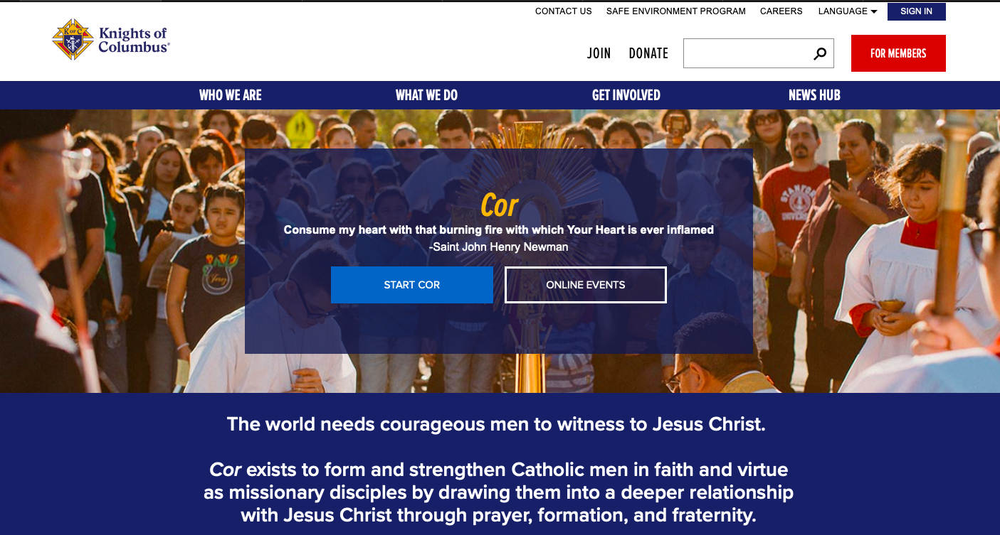 CONTACT US SAFE ENVIRONMENT PROGRAM CAREERS LANGUAGE SIGN IN
K OF C
Knights of
Columbus®
JOIN DONATE
FOR MEMBERS
WHO WE ARE WHAT WE DO GET INVOLVED NEWS HUB
STANFORD
UNIVERSITY
Cor
Consume my heart with that burning fire with which Your Heart is ever inflamed
-Saint John Henry Newman
START COR ONLINE EVENTS
The world needs courageous men to witness to Jesus Christ.
Cor exists to form and strengthen Catholic men in faith and virtue
as missionary disciples by drawing them into a deeper relationship
with Jesus Christ through prayer, formation, and fraternity.